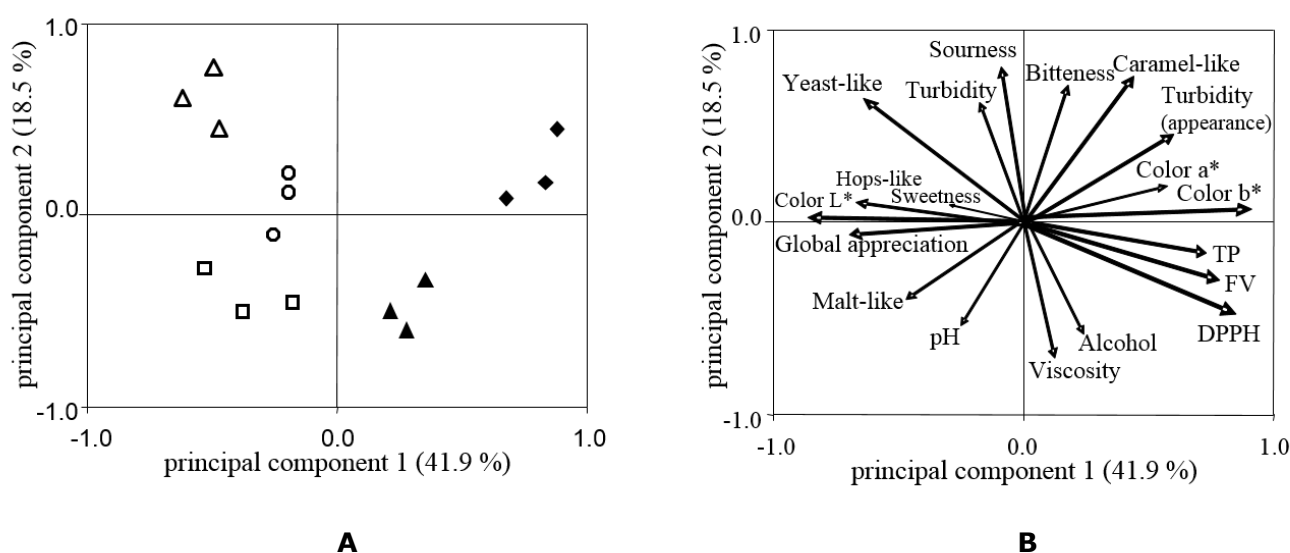 1.0
0.0
-1.0
principal component 2 (18.5 %)
-1.0
0.0
1.0
principal component 1 (41.9 %)
A
1.0
0.0
-1.0
principal component 2 (18.5 %)
Sourness
Yeast-like
Turbidity
Bitteness
Caramel-like
Turbidity
(appearance)
Hops-like
Color L*
Sweetness
Color a*
Color b*
Global appreciation
TP
FV
Malt-like
pH
Alcohol
DPPH
Viscosity
-1.0
0.0
1.0
principal component 1 (41.9 %)
B